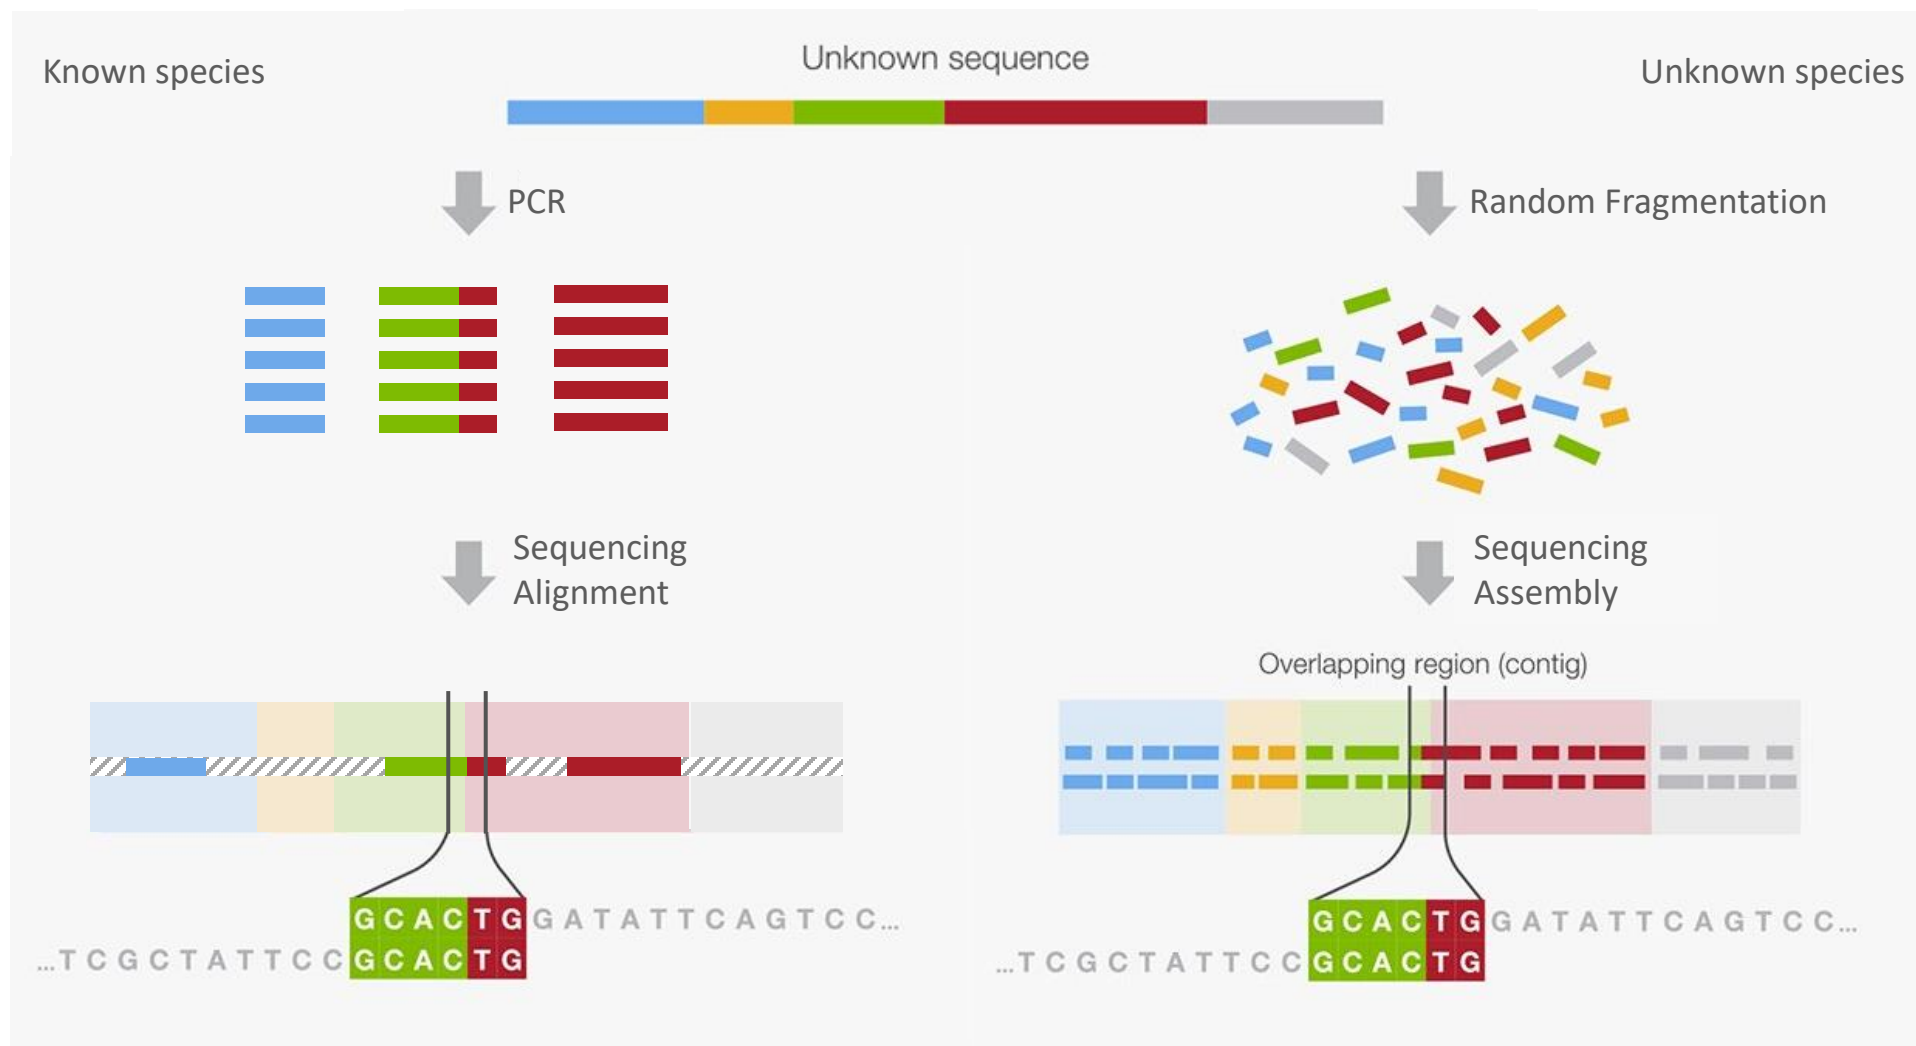 Unknown sequence
Known species
Unknown species
PCR
Random Fragmentation
Sequencing
Alignment
Sequencing
Assembly
Overlapping region (contig)
GCACTGGATATTCAGTCC...
...TCGCTATTCCGCACTG
GCACTGGATATTCAGTCC...
...TCGCTATTCCGCACTG